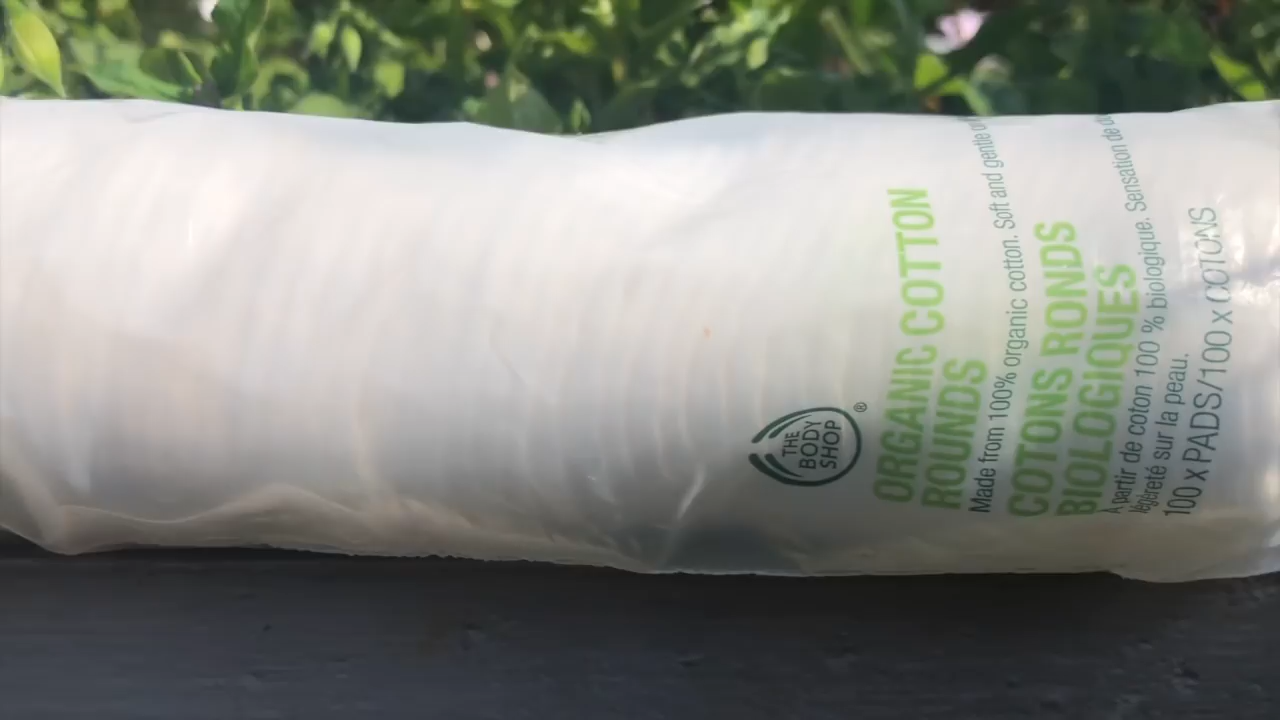 THE
BODY
SHOP
®
ORGANIC COTTON
ROUNDS
Made from 100% organic cotton. Soft and gentle
COTONS RONDS
BIOLOGIQUES
À partir de coton 100 % biologique. Sensation de
légèreté sur la peau.
100 x PADS/100 x COTONS